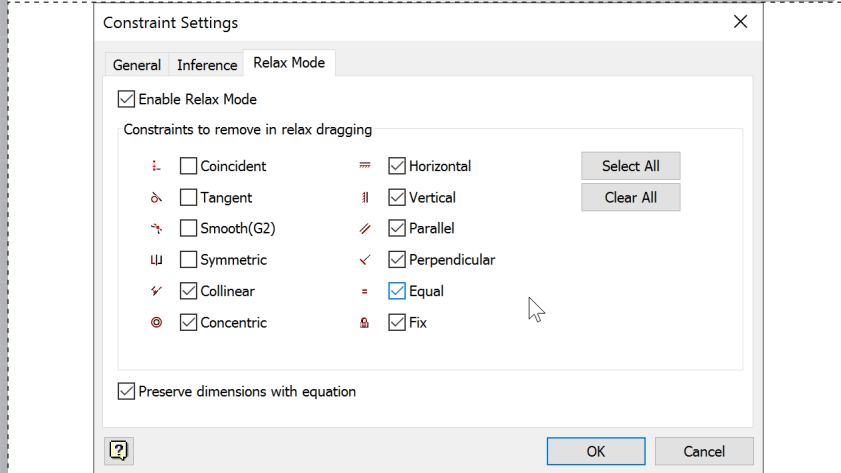 Constraint Settings
General Inference Relax Mode
Enable Relax Mode
Constraints to remove in relax dragging
Coincident Horizontal Select All
Tangent Vertical Clear All
Smooth(G2) Parallel
Symmetric Perpendicular
Collinear Equal
Concentric Fix
Preserve dimensions with equation
OK Cancel